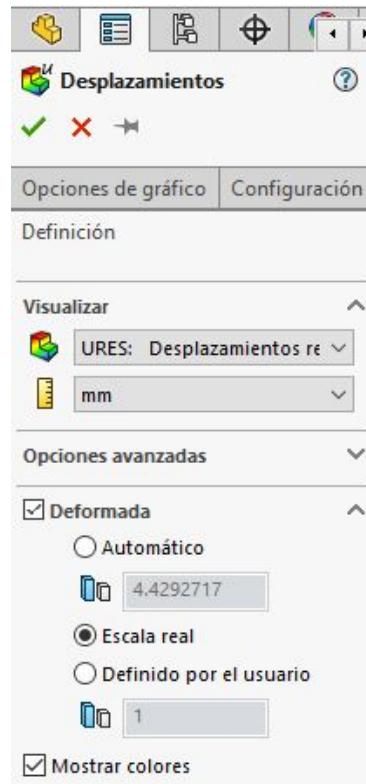 Desplazamientos
Opciones de gráfico Configuración
Definición
Visualizar
URES: Desplazamientos re
mm
Opciones avanzadas
Deformada
Automático
4.4292717
Escala real
Definido por el usuario
1
Mostrar colores